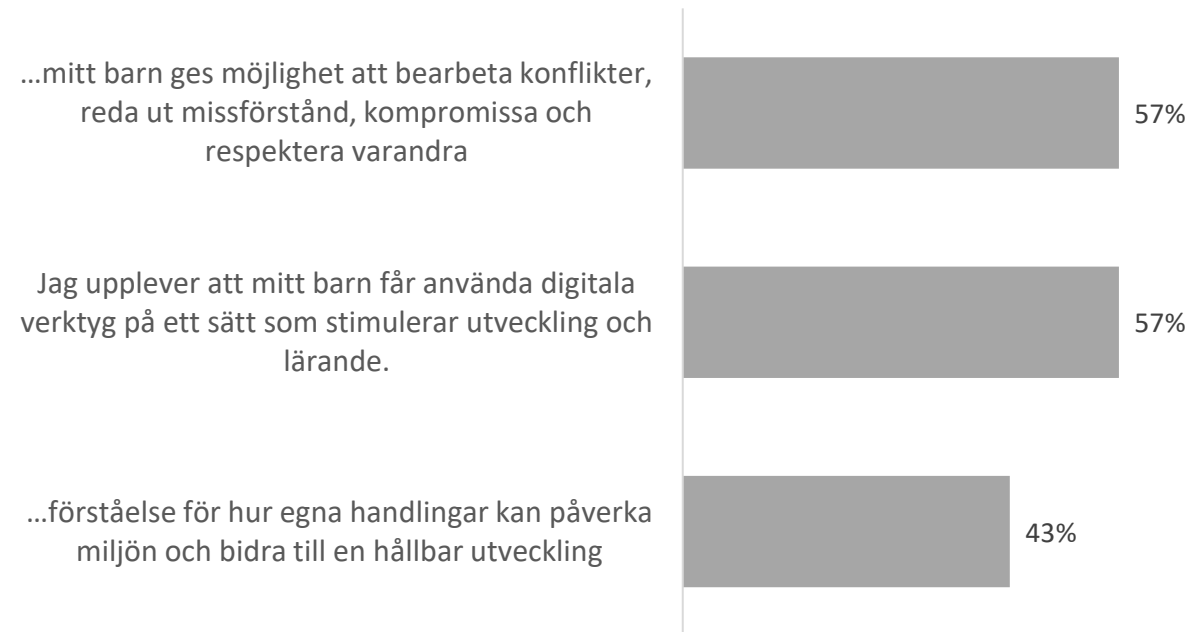 ...mitt barn ges möjlighet att bearbeta konflikter,
reda ut missförstånd, kompromissa och
respektera varandra
57%
Jag upplever att mitt barn får använda digitala
verktyg på ett sätt som stimulerar utveckling och
lärande.
57%
...förståelse för hur egna handlingar kan påverka
miljön och bidra till en hållbar utveckling
43%